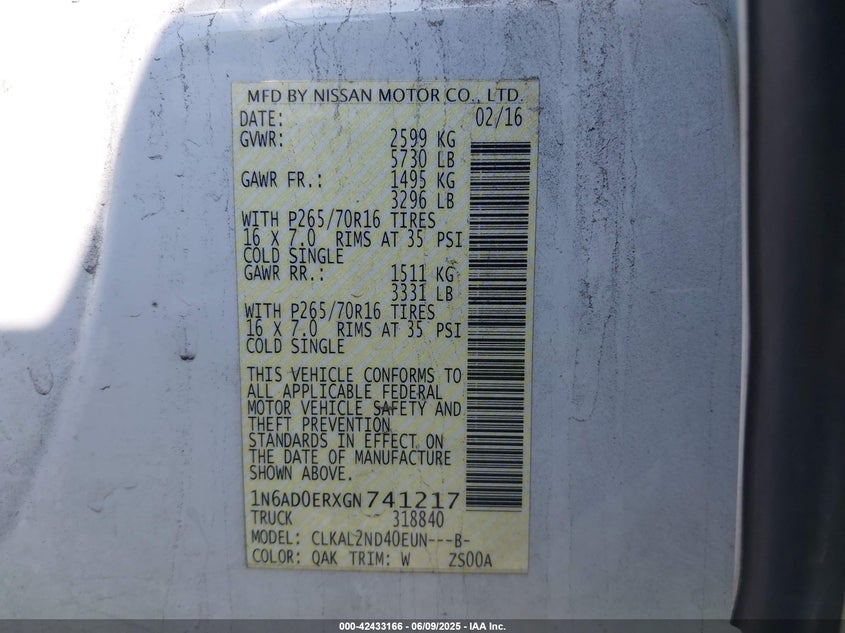 MFD BY NISSAN MOTOR CO., LTD.
DATE: 02/16
GVWR: 2599 KG
5730 LB
GAWR FR.: 1495 KG
3296 LB
WITH P265/70R16 TIRES
16 X 7.0 RIMS AT 35 PSI
COLD SINGLE
GAWR RR.: 1511 KG
3331 LB
WITH P265/70R16 TIRES
16 X 7.0 RIMS AT 35 PSI
COLD SINGLE
THIS VEHICLE CONFORMS TO
ALL APPLICABLE FEDERAL
MOTOR VEHICLE SAFETY AND
THEFT PREVENTION
STANDARDS IN EFFECT ON
THE DATE OF MANUFACTURE
SHOWN ABOVE.
1N6AD0ERXGN741217
TRUCK 318840
MODEL: CLKAL2ND40EUN---B-
COLOR: QAK TRIM: W ZS00A
000-42433166 - 06/09/2025 - IAA Inc.